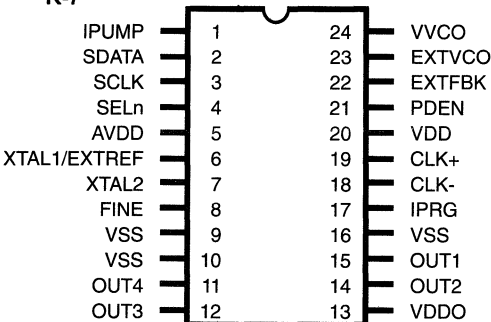 IPUMP 1 24 VVCO
SDATA 2 23 EXTVCO
SCLK 3 22 EXTFBK
SELn 4 21 PDEN
AVDD 5 20 VDD
XTAL1/EXTREF 6 19 CLK+
XTAL2 7 18 CLK-
FINE 8 17 IPRG
VSS 9 16 VSS
VSS 10 15 OUT1
OUT4 11 14 OUT2
OUT3 12 13 VDDO